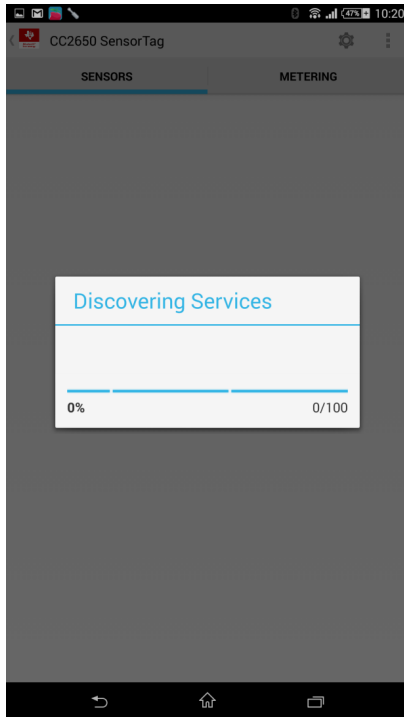 47% 10:20
CC2650 SensorTag
SENSORS METERING
Discovering Services
0% 0/100